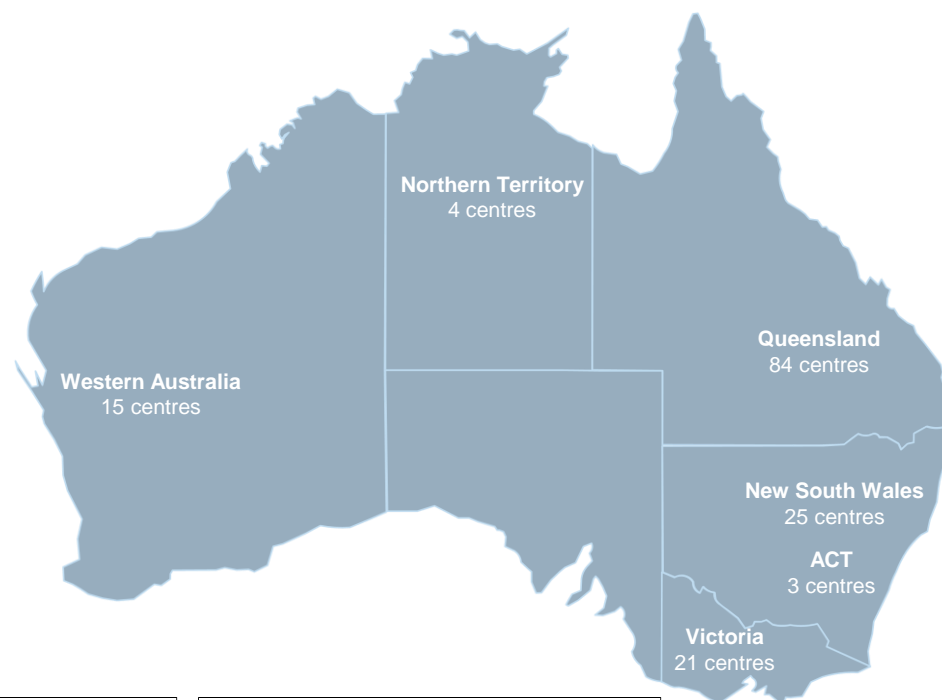 Northern Territory
4 centres
Queensland
84 centres
Western Australia
15 centres
New South Wales
25 centres
ACT
3 centres
Victoria
21 centres